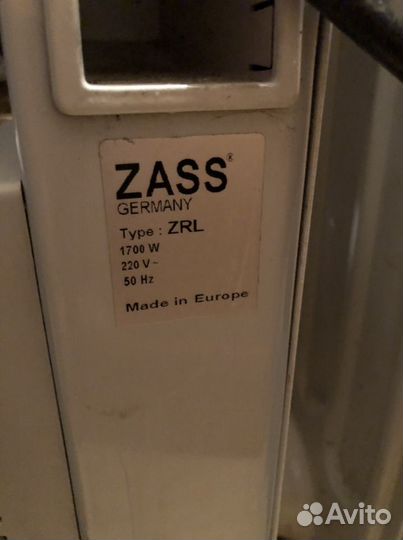 ZASS®
GERMANY
Type : ZRL
1700 W
220 V ~
50 Hz
Made in Europe
Avito